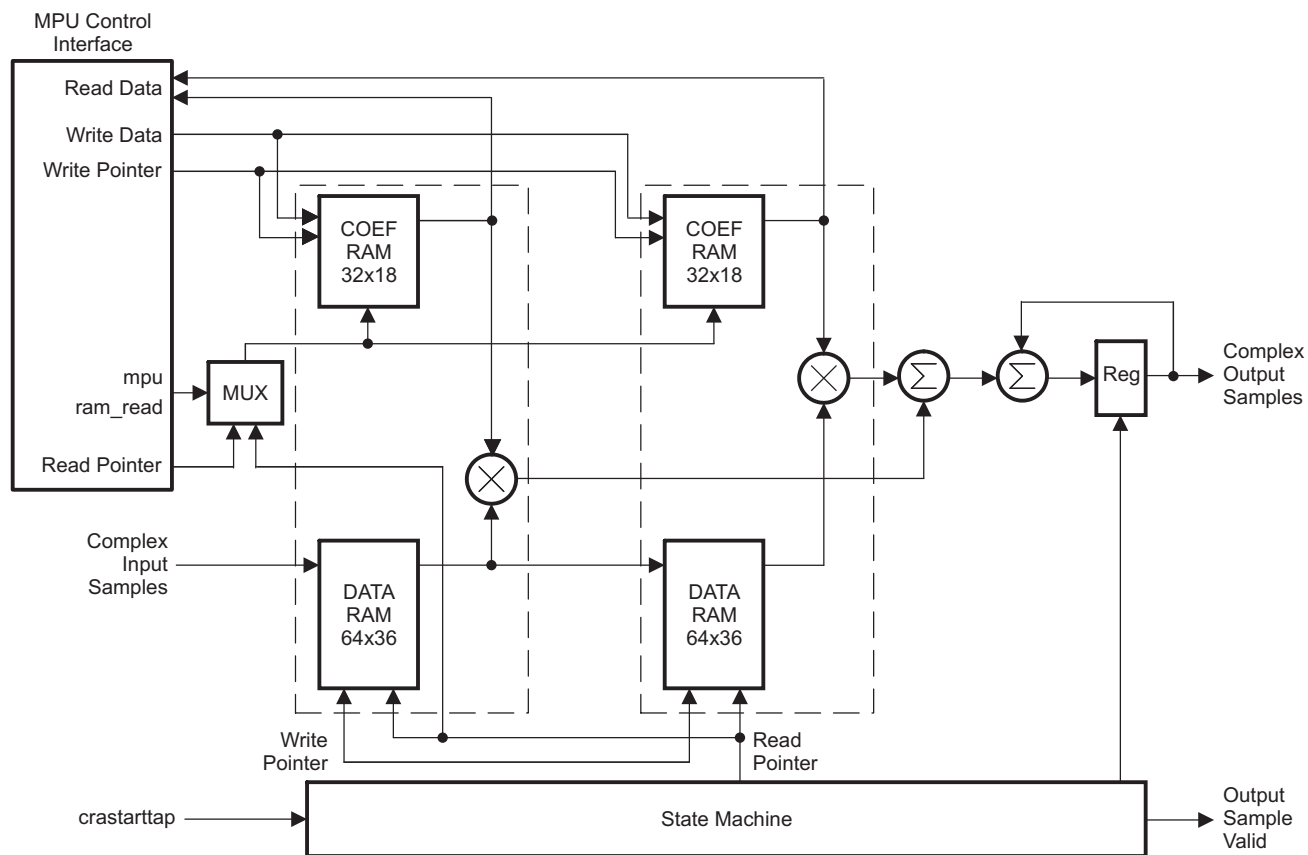 MPU Control
Interface
Read Data
Write Data
Write Pointer
COEF
RAM
32x18
COEF
RAM
32x18
mpu
ram_read
MUX
Read Pointer
Σ
Σ
Reg
Complex
Output
Samples
Complex
Input
Samples
DATA
RAM
64x36
DATA
RAM
64x36
Write
Pointer
Read
Pointer
crastarttap
State Machine
Output
Sample
Valid